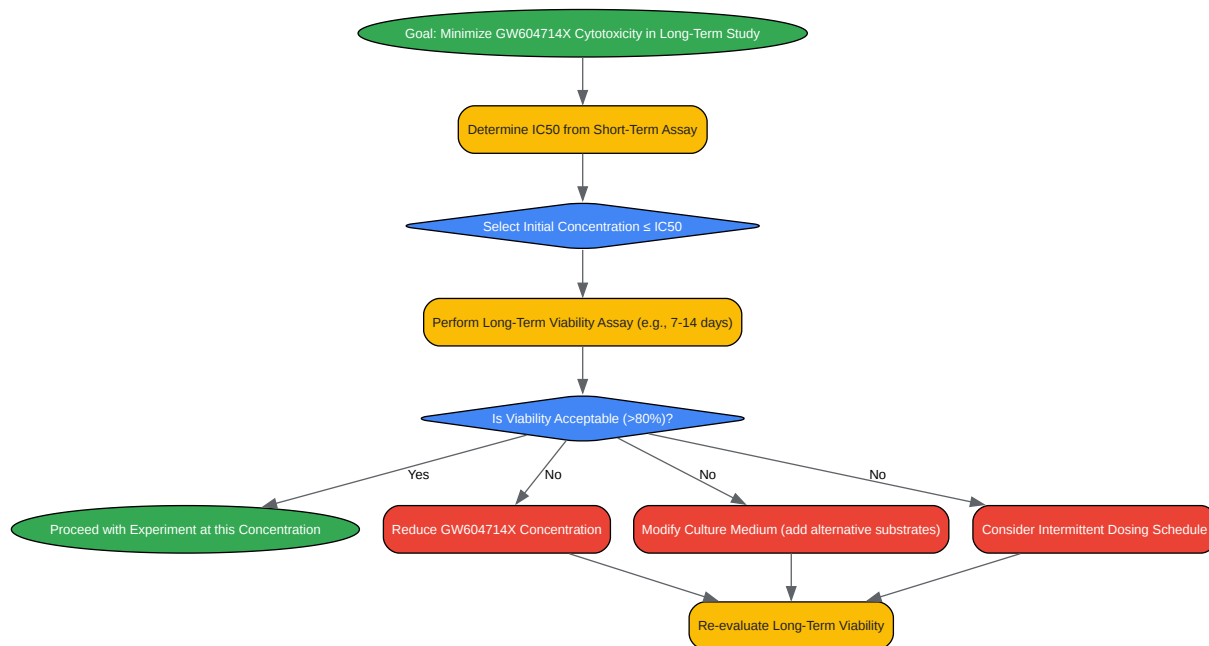 Goal: Minimize GW604714X Cytotoxicity in Long-Term Study
Determine IC50 from Short-Term Assay
Select Initial Concentration ≤ IC50
Perform Long-Term Viability Assay (e.g., 7-14 days)
Is Viability Acceptable (>80%)?
Yes
No
No
No
Proceed with Experiment at this Concentration
Reduce GW604714X Concentration
Modify Culture Medium (add alternative substrates)
Consider Intermittent Dosing Schedule
Re-evaluate Long-Term Viability